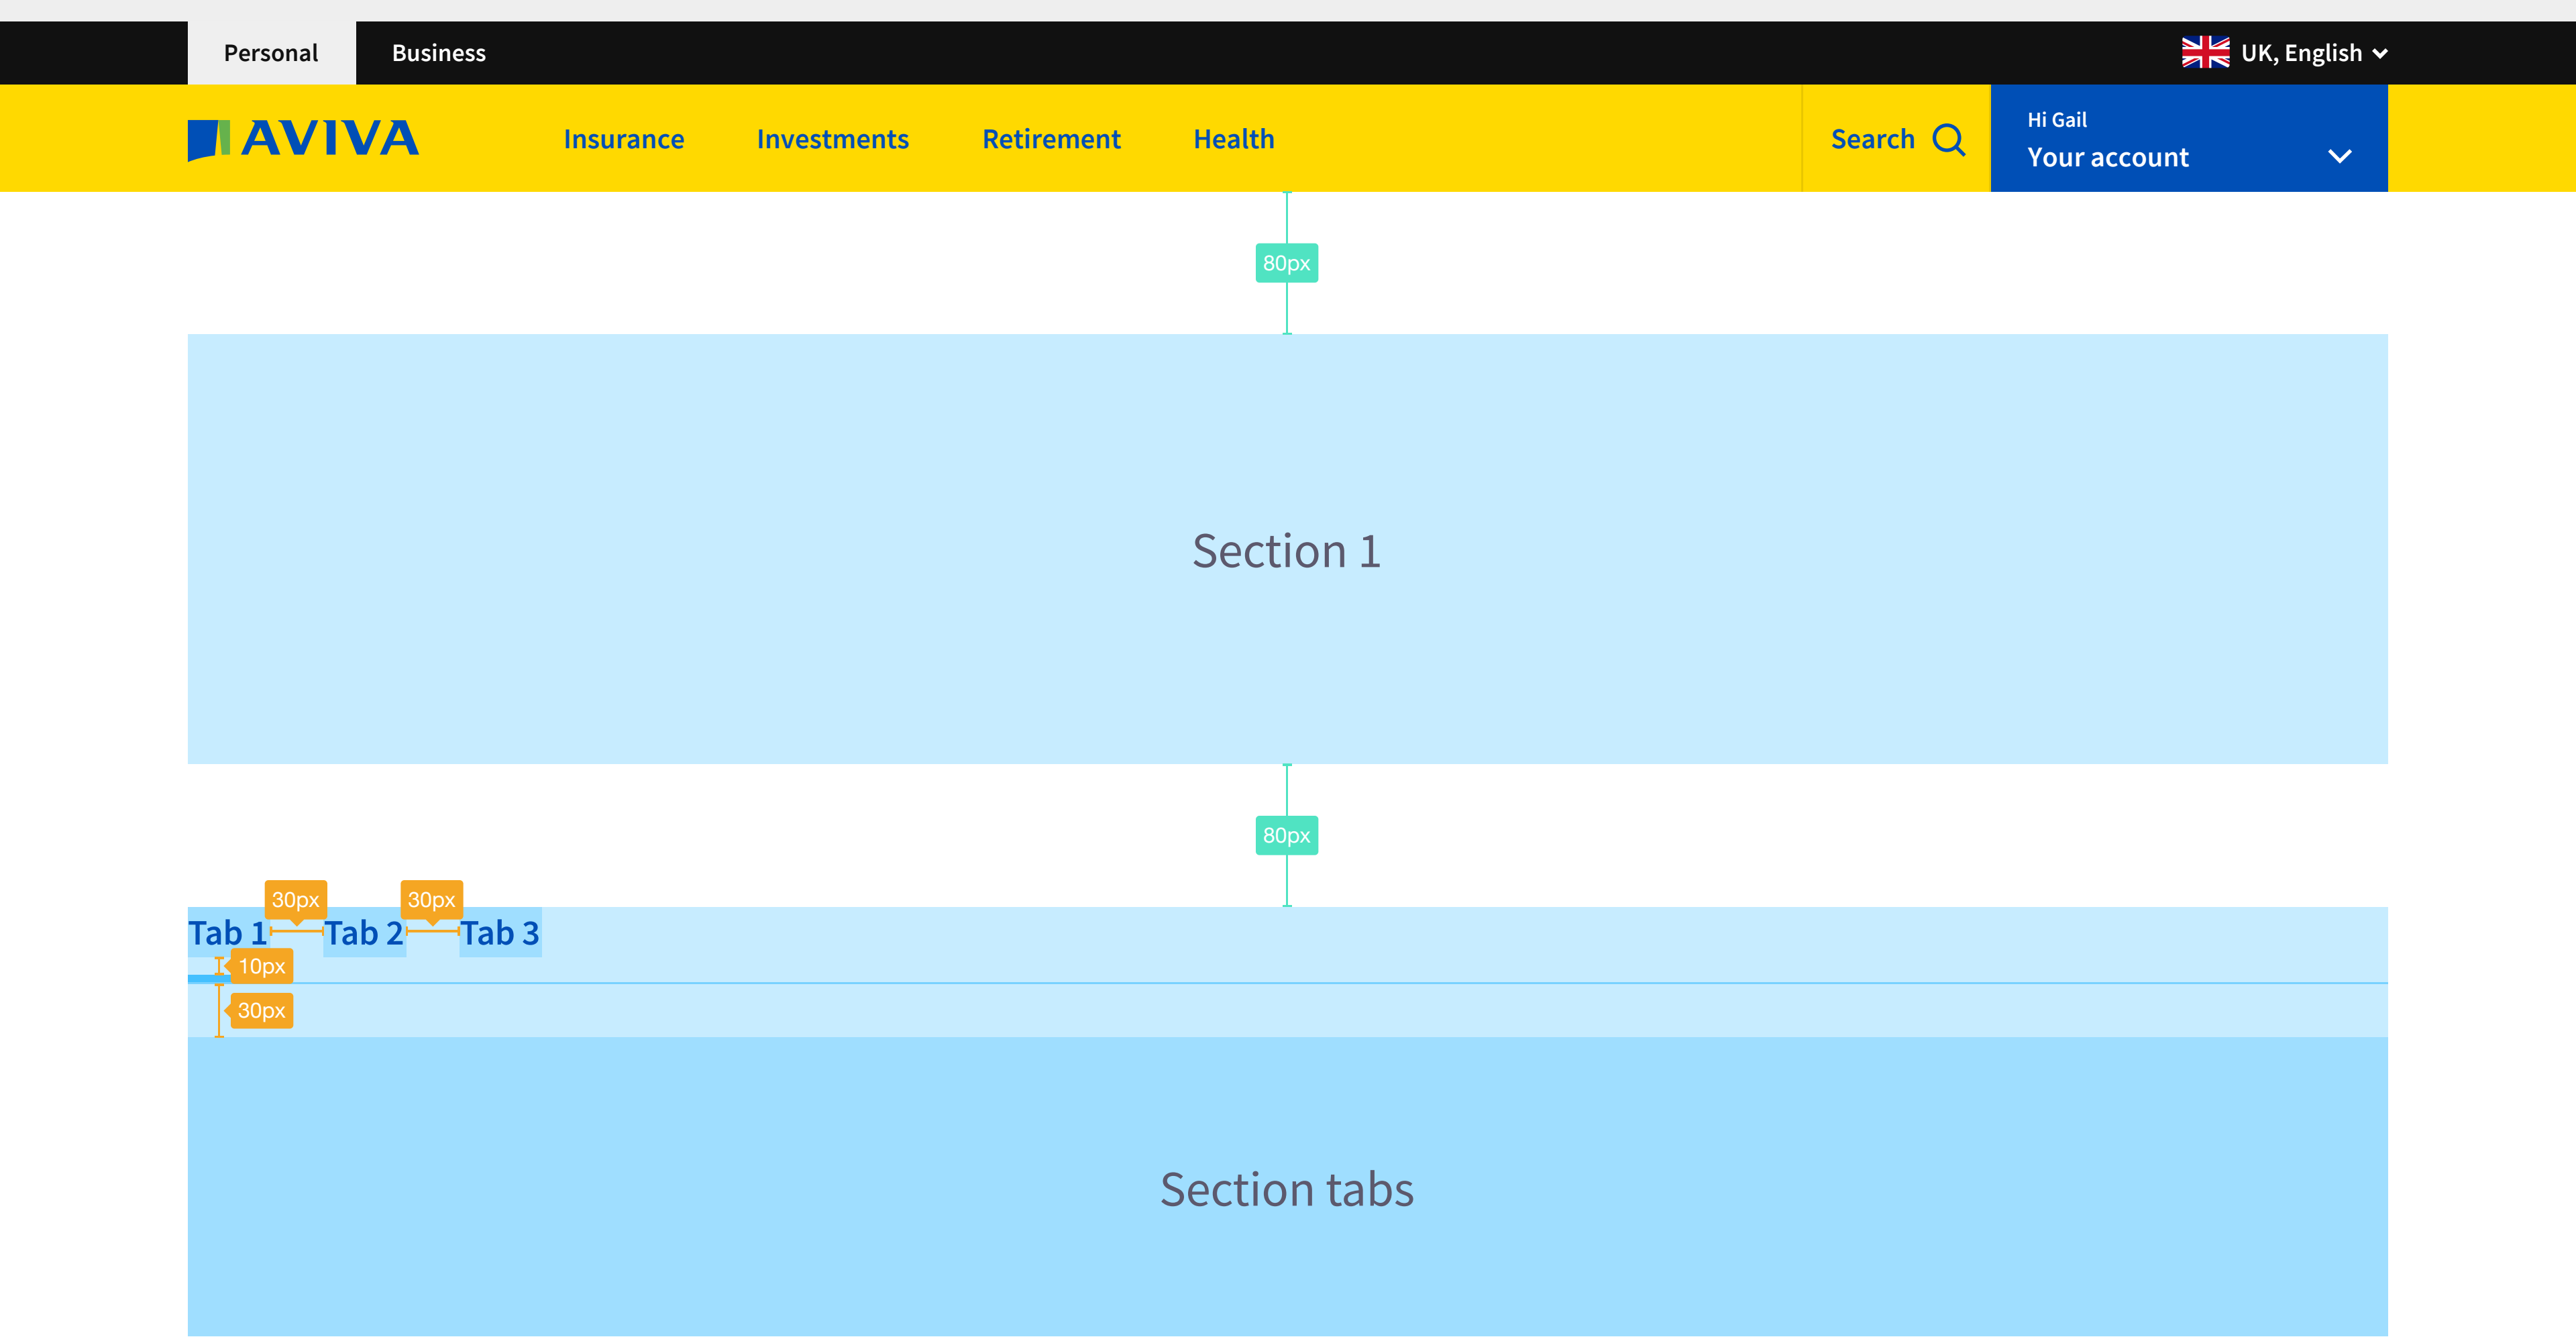 Personal
Business
UK, English
AVIVA
Insurance
Investments
Retirement
Health
Search
Hi Gail
Your account
80px
Section 1
80px
30px
30px
Tab 1
Tab 2
Tab 3
10px
30px
Section tabs